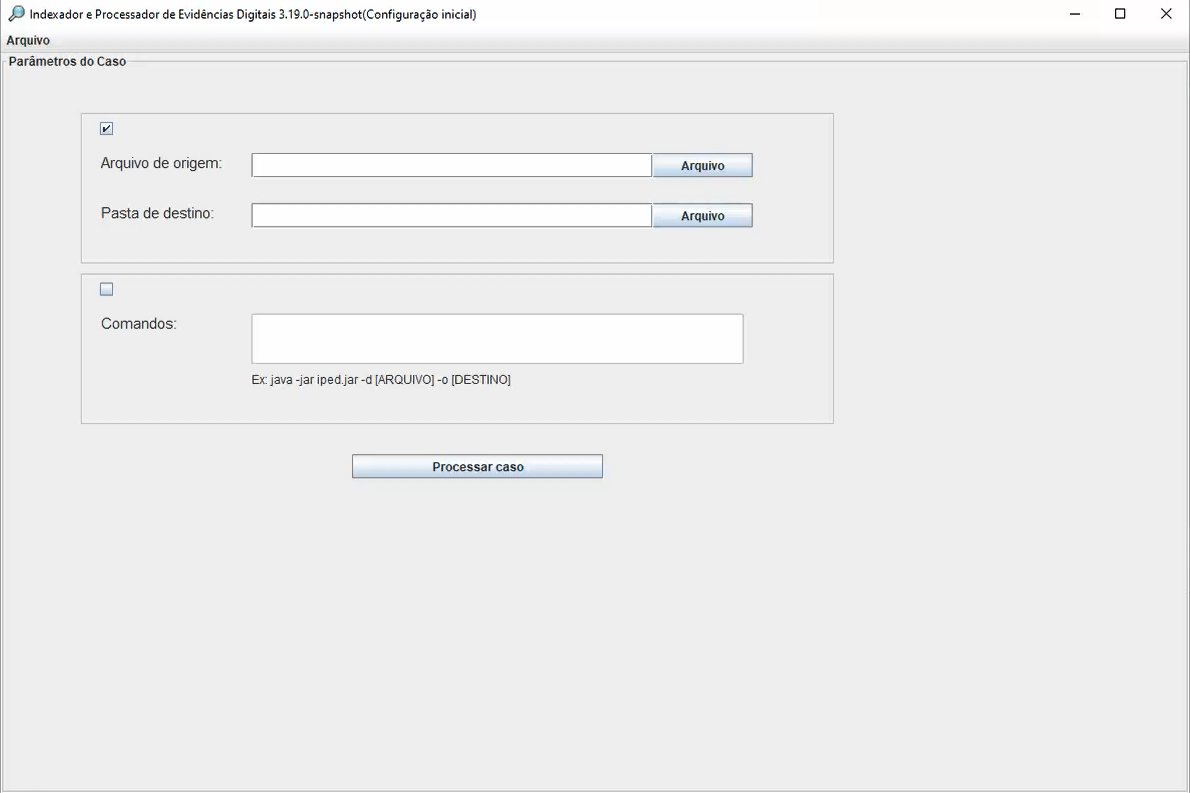 Indexador e Processador de Evidências Digitais 3.19.0-snapshot(Configuração inicial)
Arquivo
Parâmetros do Caso
Arquivo de origem:
Arquivo
Pasta de destino:
Arquivo
Comandos:
Ex: java -jar iped.jar -d [ARQUIVO] -o [DESTINO]
Processar caso